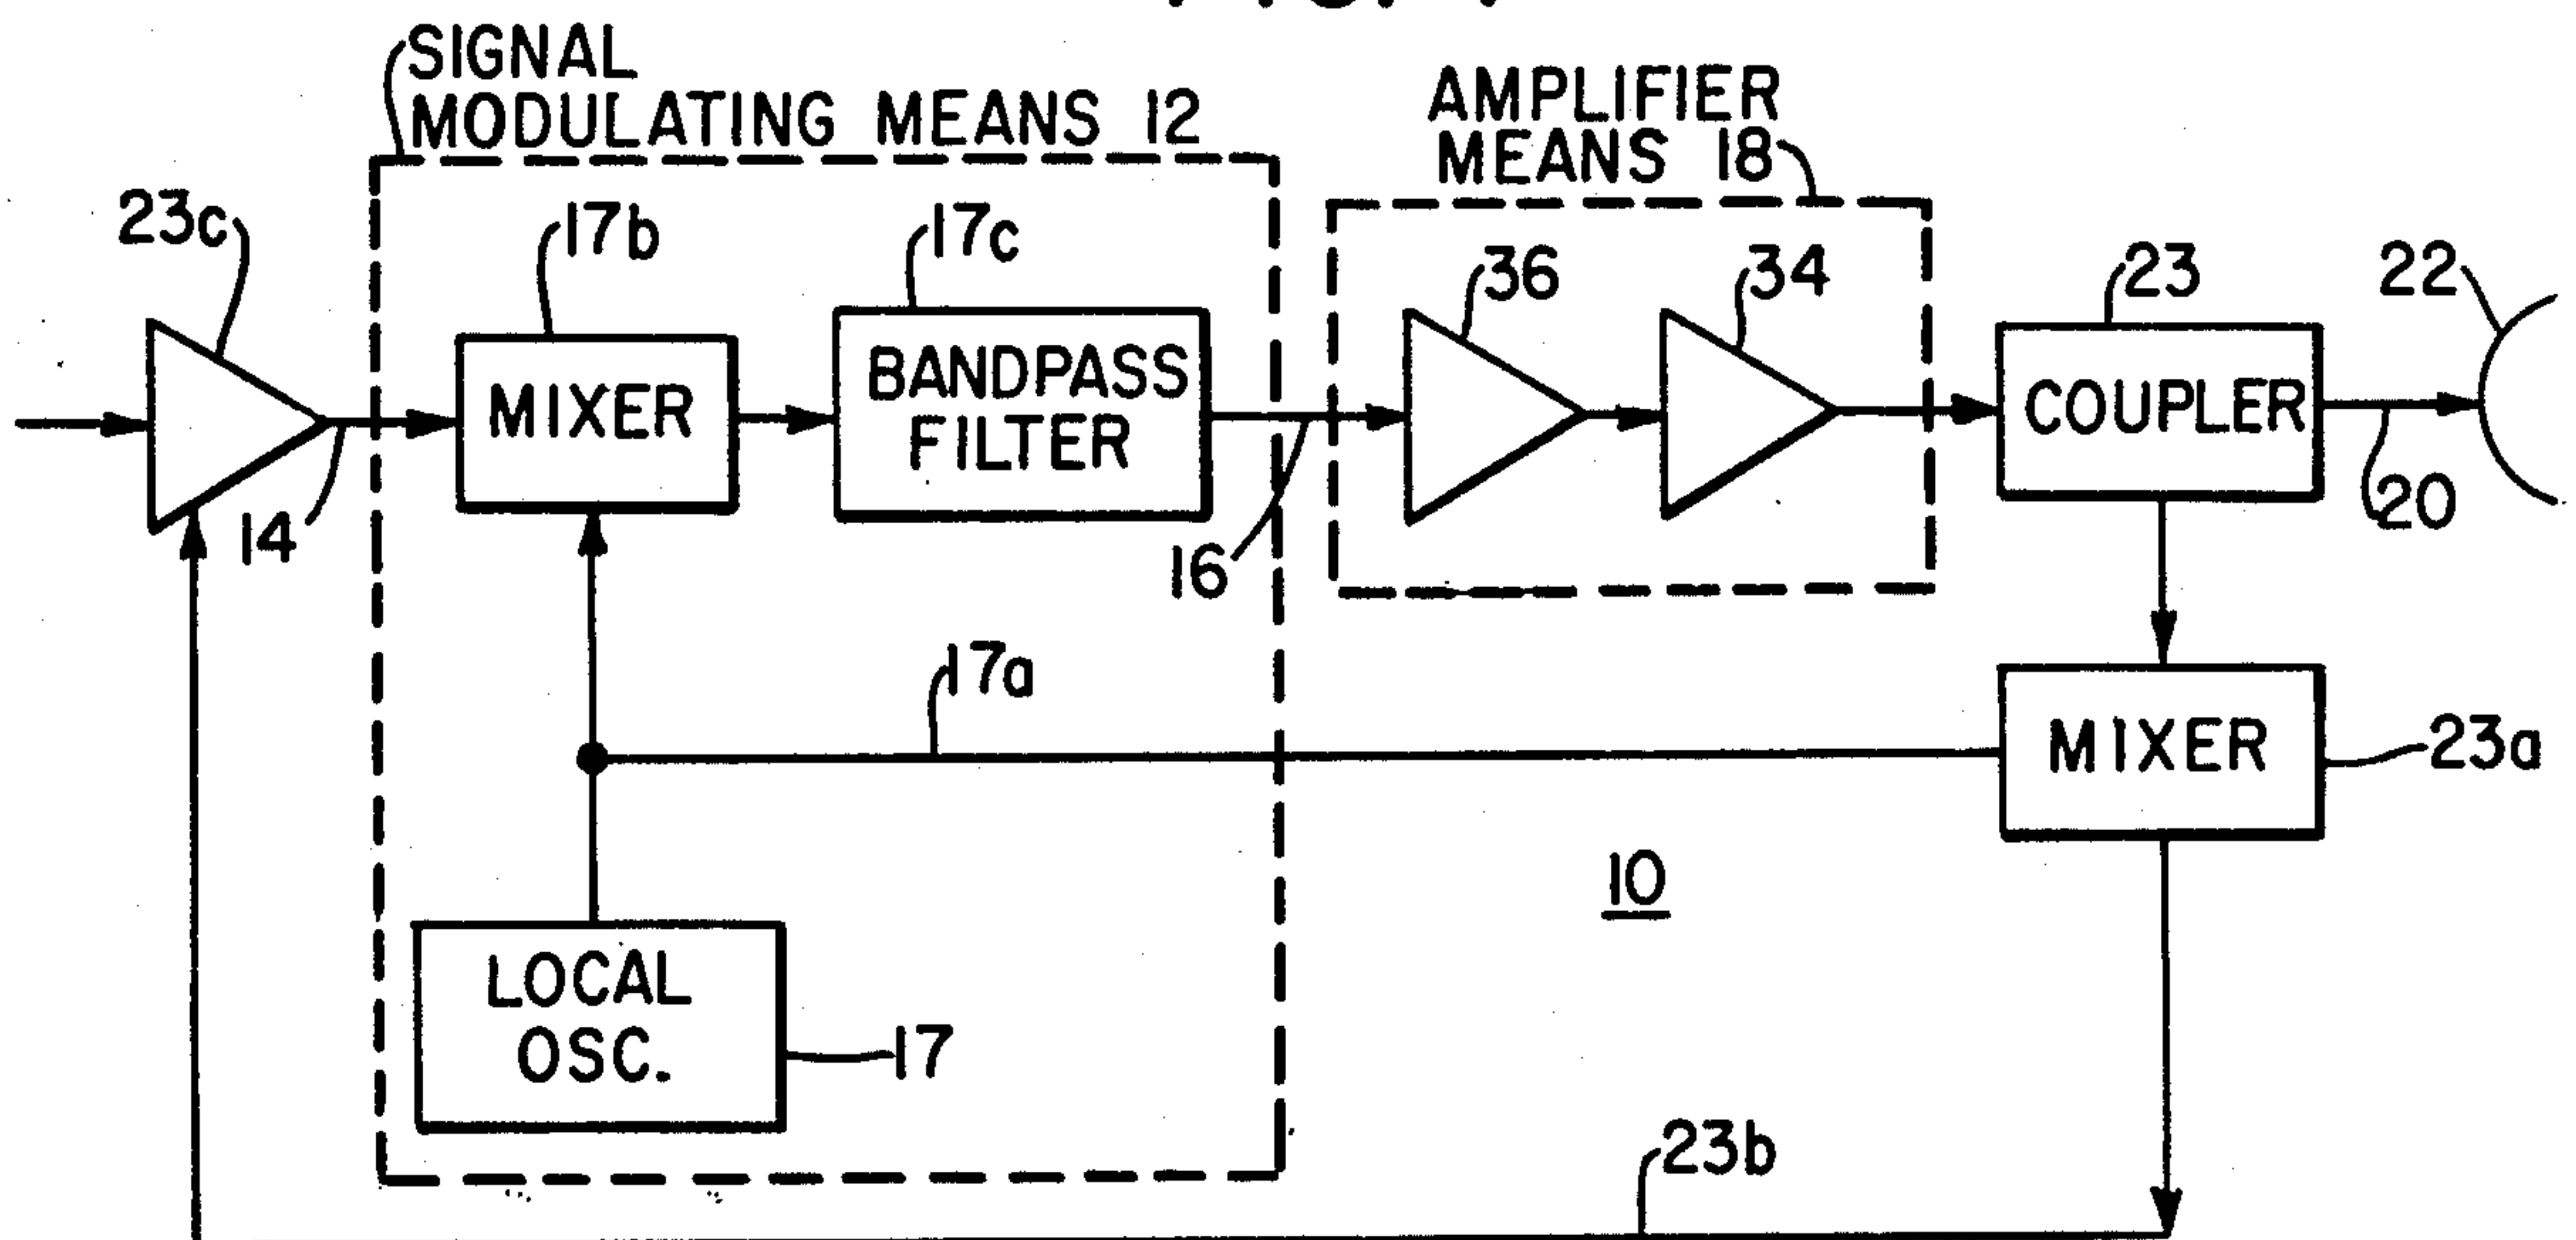 SIGNAL
MODULATING MEANS 12
AMPLIFIER
MEANS 18
23c
17b
17c
36
34
23
22
MIXER
BANDPASS
FILTER
COUPLER
14
16
20
17a
MIXER
23a
10
LOCAL
OSC.
17
23b